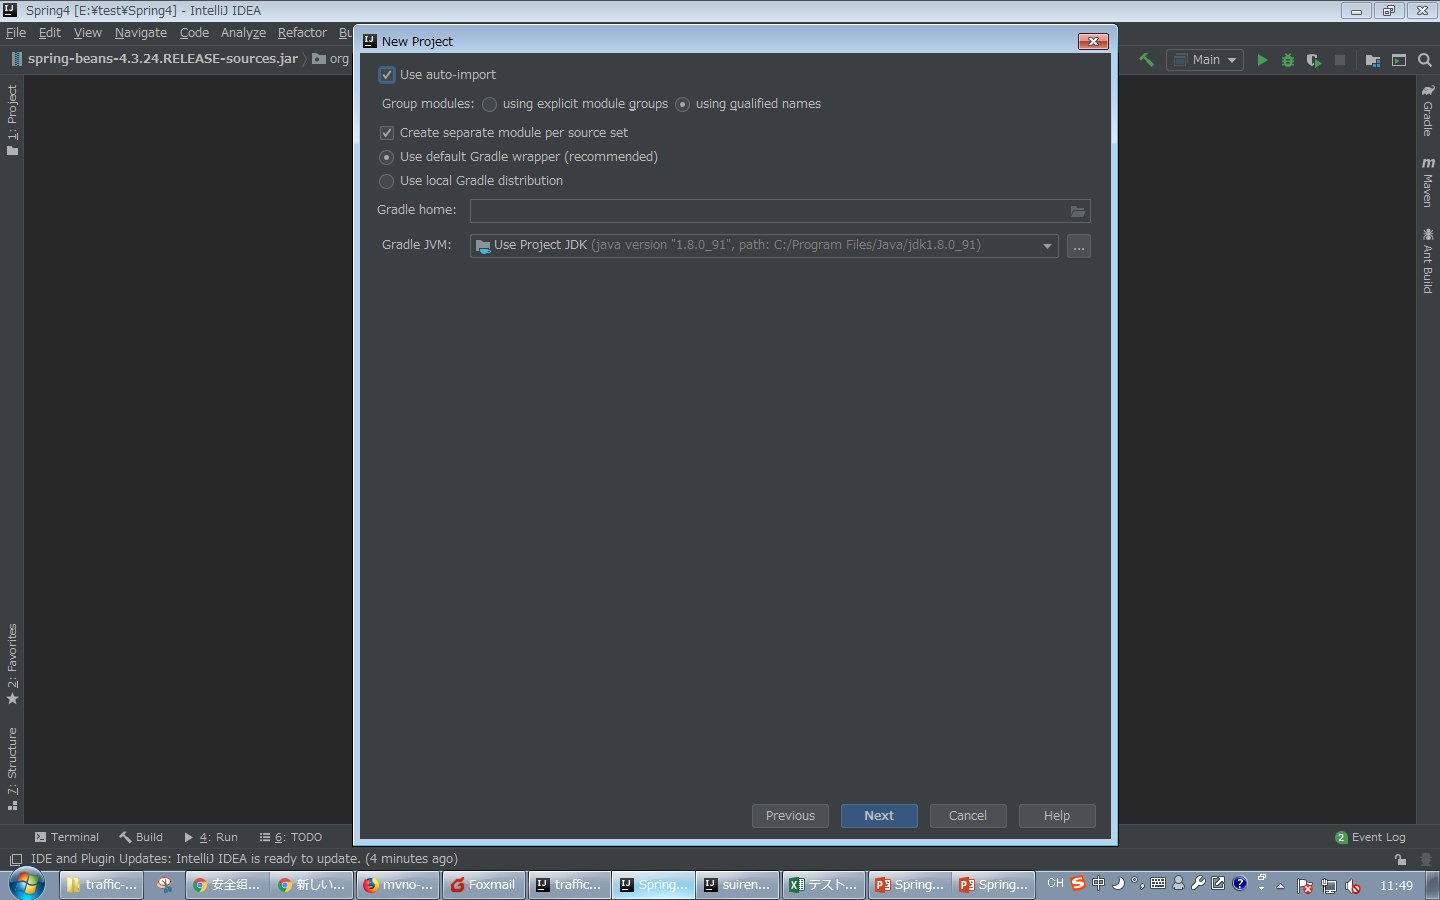 Spring4 [E:¥test¥Spring4] - IntelliJ IDEA
File Edit View Navigate Code Analyze Refactor Bu
spring-beans-4.3.24.RELEASE-sources.jar org
Main
New Project
Use auto-import
Group modules: using explicit module groups using qualified names
Create separate module per source set
Use default Gradle wrapper (recommended)
Use local Gradle distribution
Gradle home:
Gradle JVM: Use Project JDK (java version "1.8.0_91", path: C:/Program Files/Java/jdk1.8.0_91) ...
Previous Next Cancel Help
1: Project
2: Favorites
7: Structure
Gradle
Maven
Ant Build
Terminal Build 4: Run 6: TODO
2 Event Log
IDE and Plugin Updates: IntelliJ IDEA is ready to update. (4 minutes ago)
traffic-... 安全組... 新しい... mvno-... Foxmail traffic... Spring... suiren... テスト... Spring... Spring... CH 中 11:49